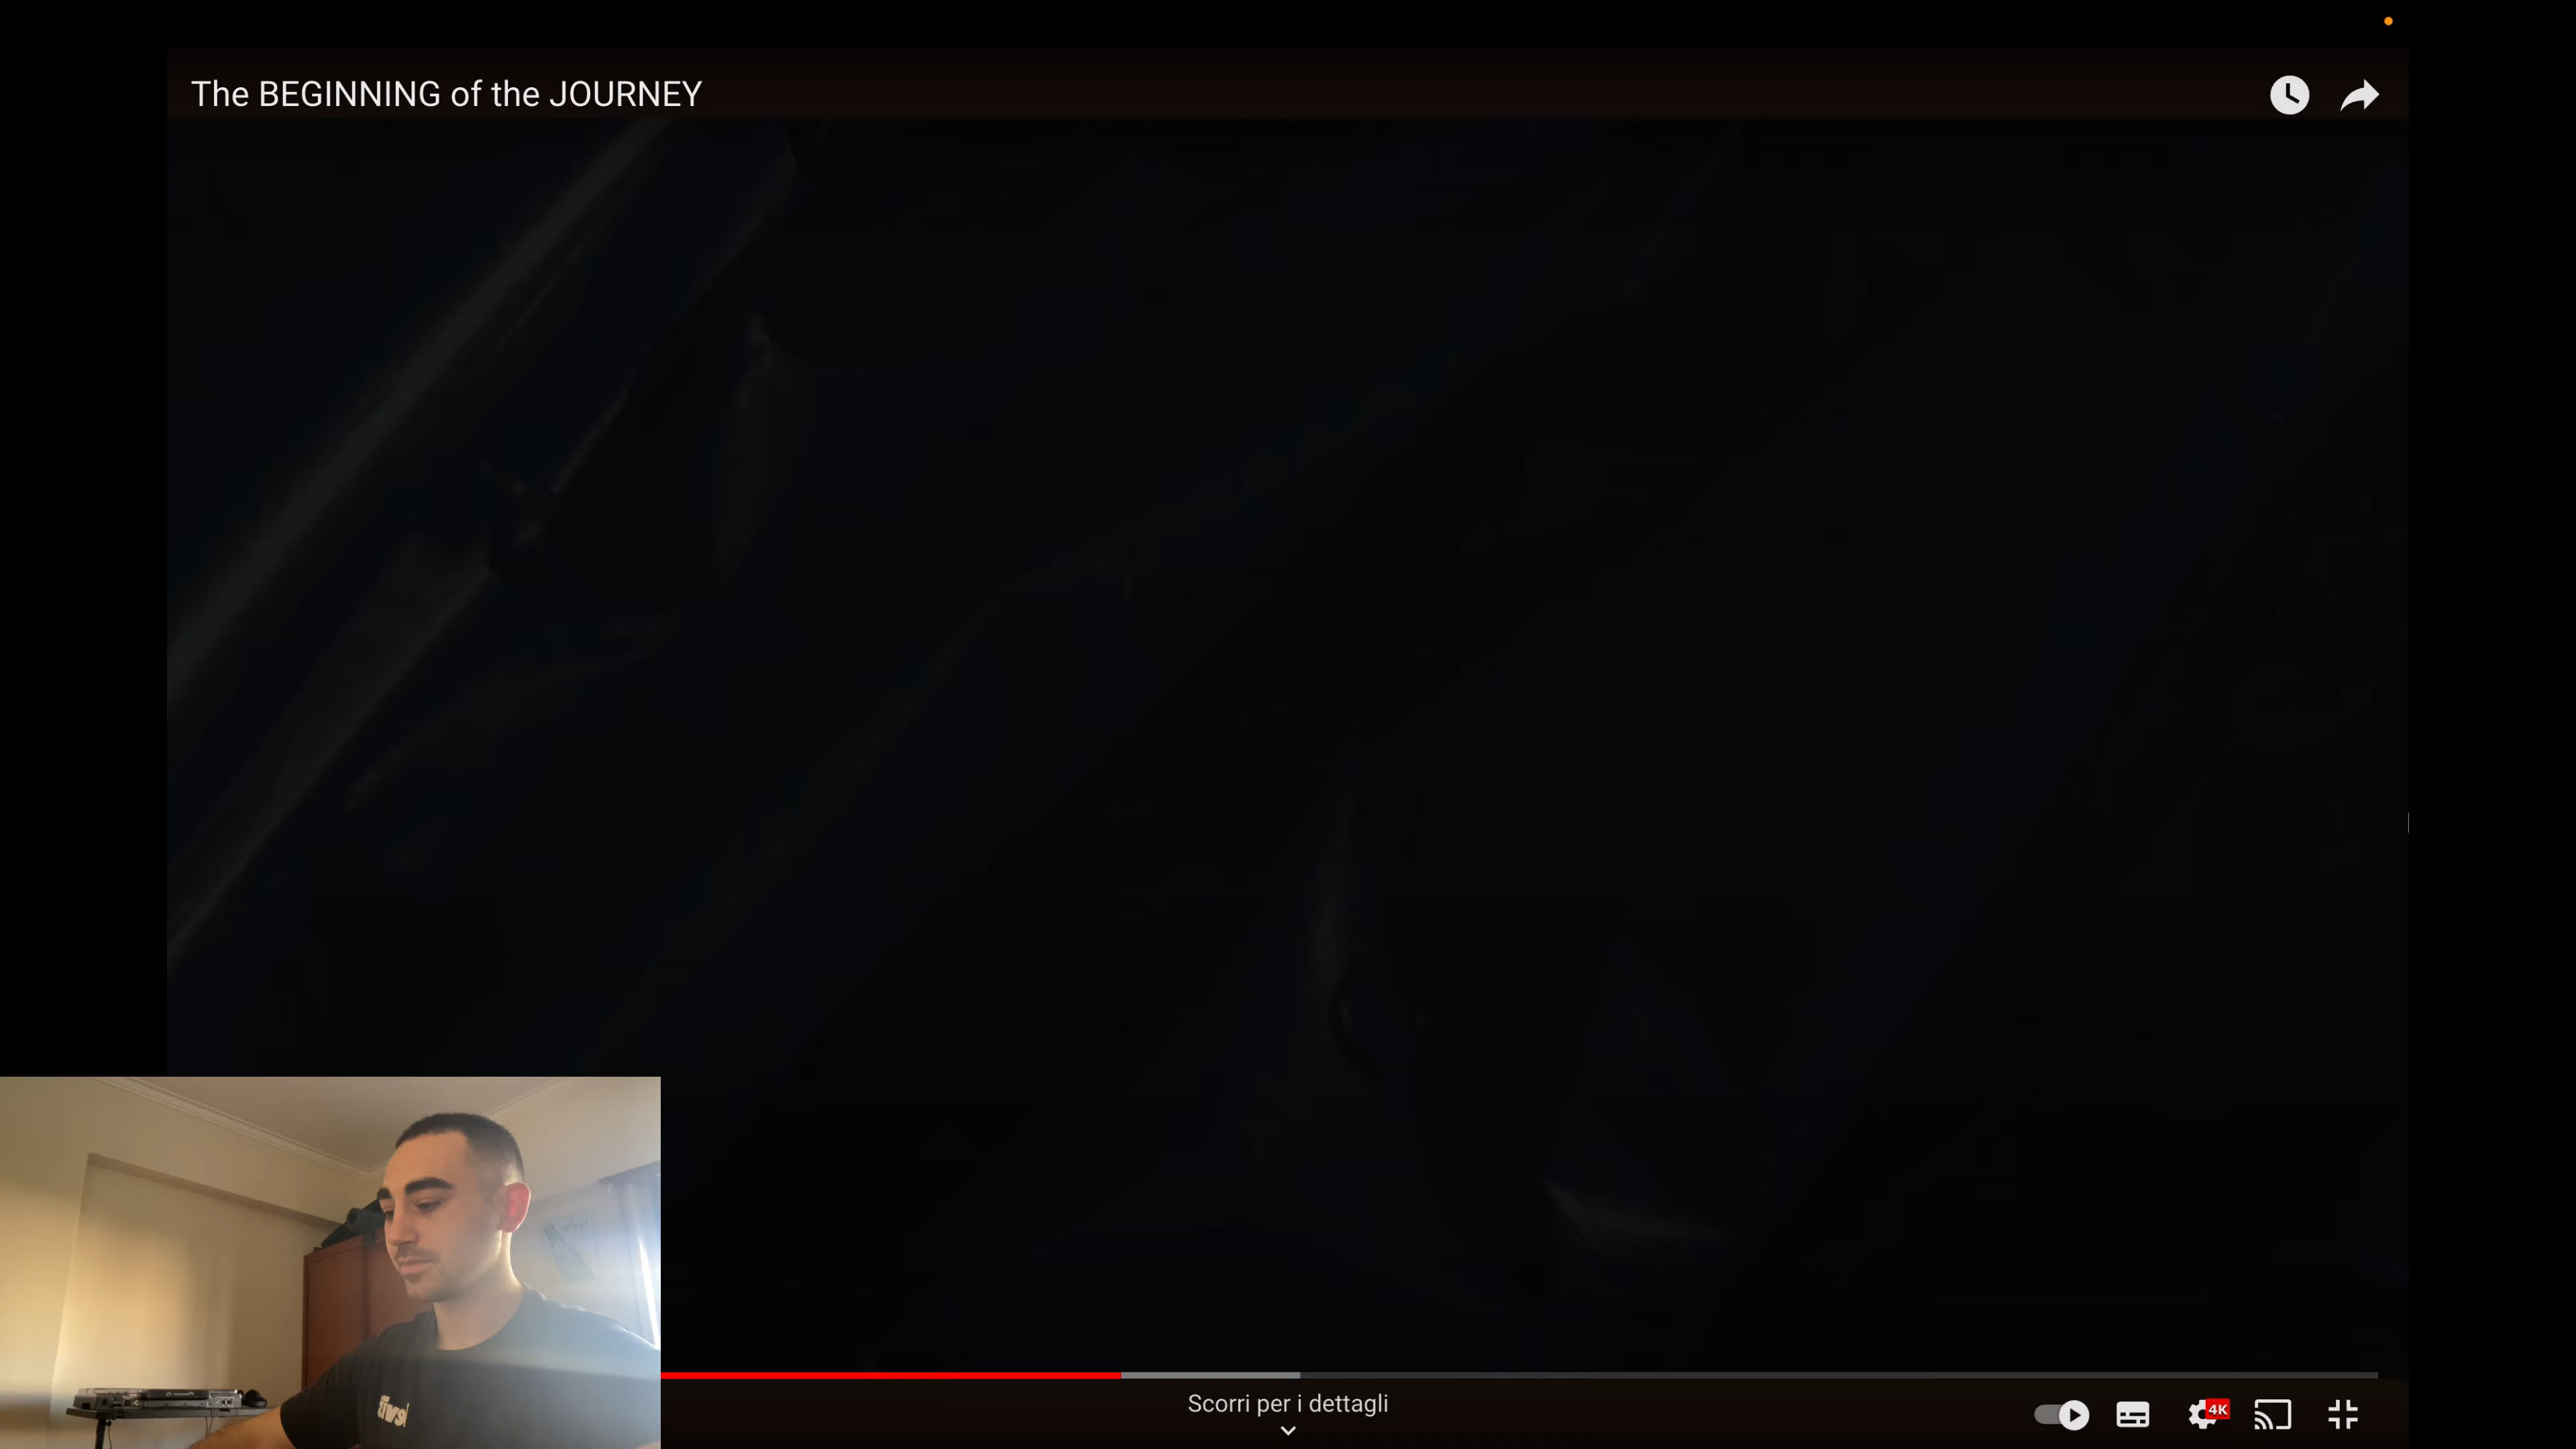 The BEGINNING of the JOURNEY
Scorri per i dettagli
4K